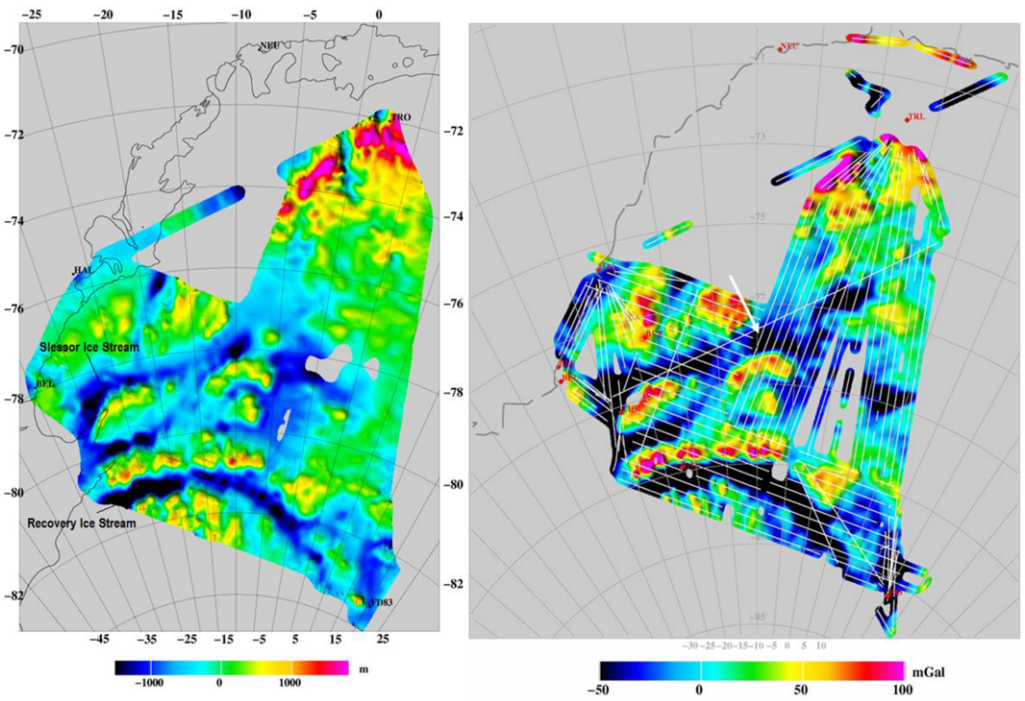 -25 -20 -15 -10 -5 0
-70
NEU
-72
TRO
-72
-74
-74
HAL
-76
-76
Slessor Ice Stream
BEL
-78
-78
-80
-80
Recovery Ice Stream
-82
-82
FD83
-45 -35 -25 -15 -5 5 15 25
m
-1000 0 1000
NEU
TRL
-73
-75
-77
-85
-30 -25 -20 -15 -10 -5 0 5 10
mGal
-50 0 50 100